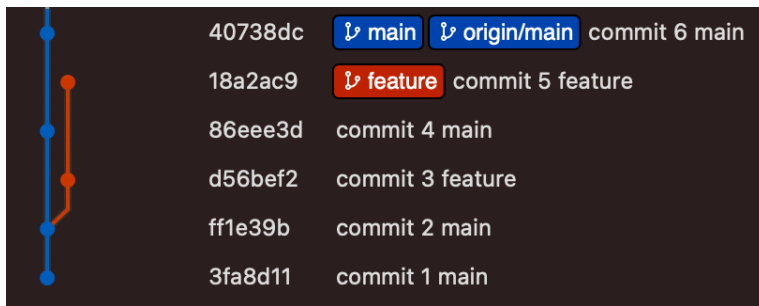 40738dc main origin/main commit 6 main
18a2ac9 feature commit 5 feature
86eee3d commit 4 main
d56bef2 commit 3 feature
ff1e39b commit 2 main
3fa8d11 commit 1 main